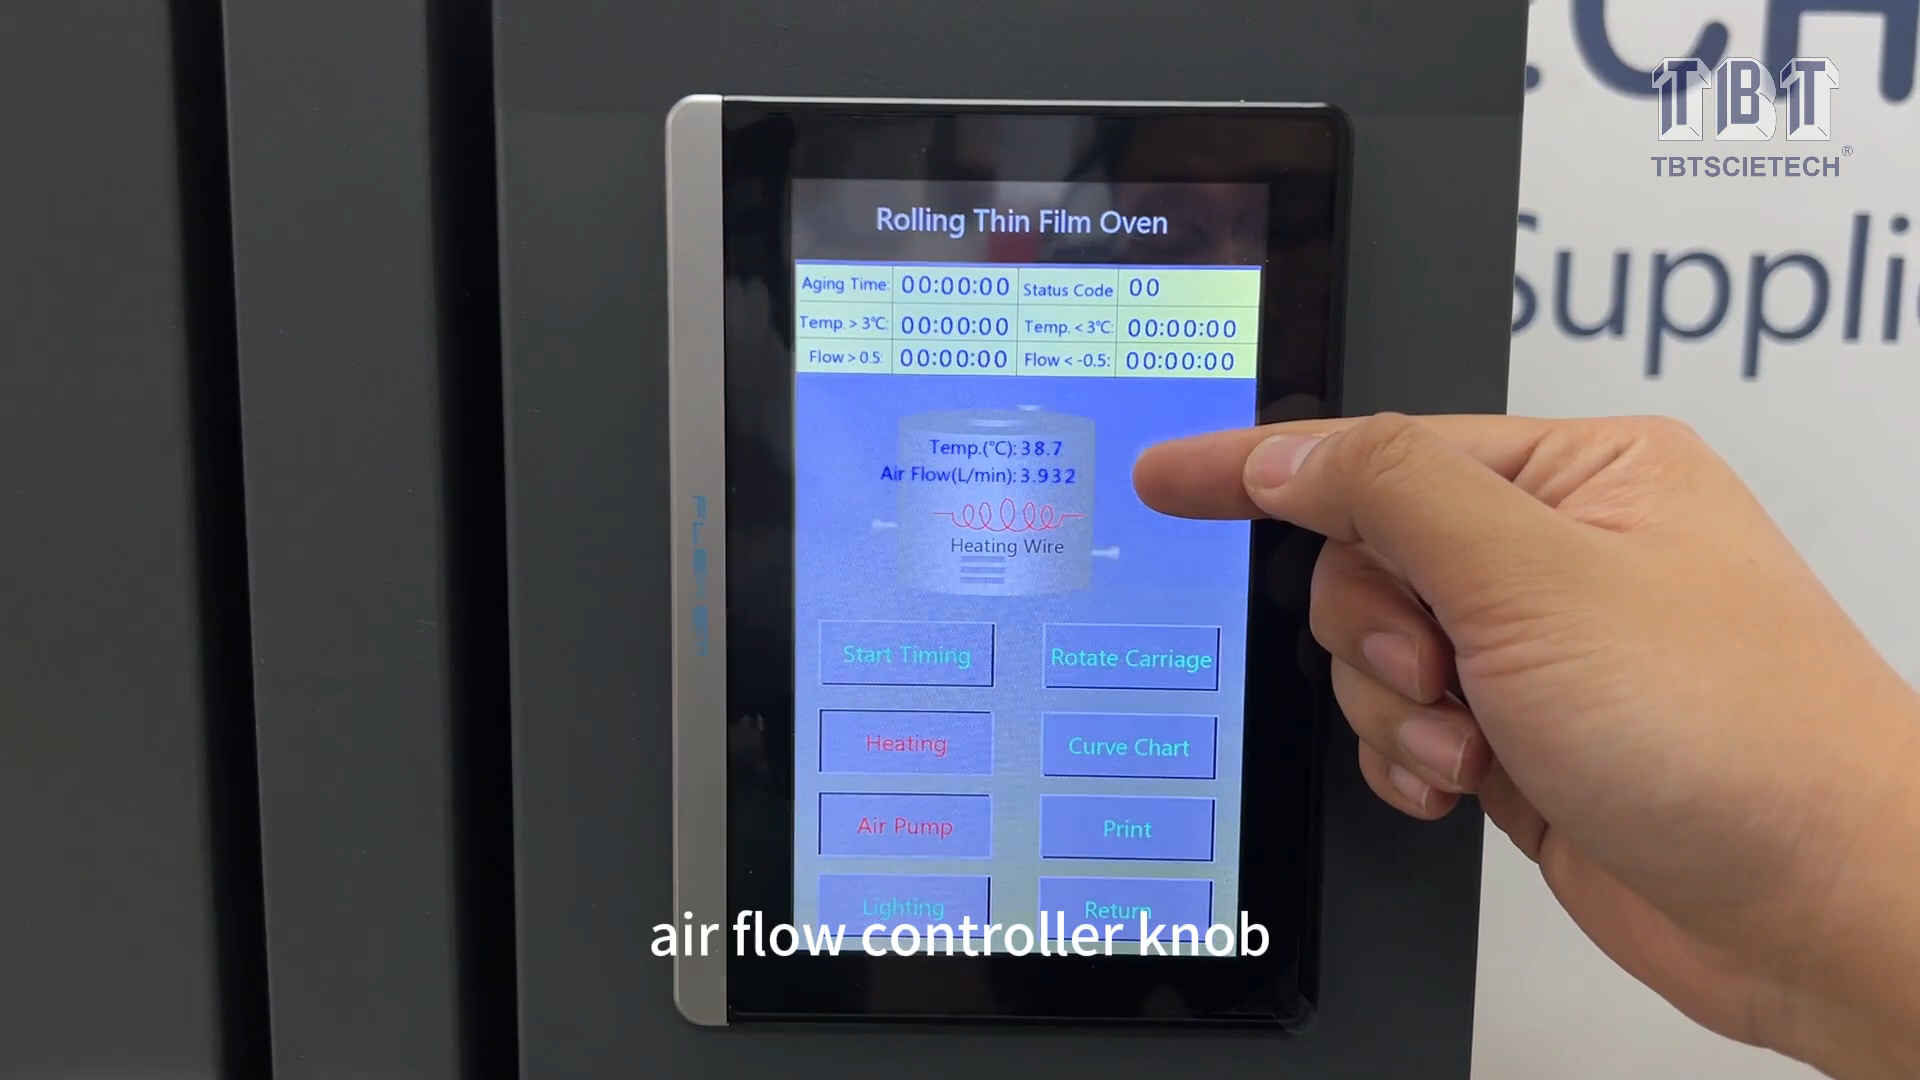 CH
TBT
TBTSCIETECH®
Supplie
Rolling Thin Film Oven
Aging Time: 00:00:00 Status Code 00
Temp. > 3℃: 00:00:00 Temp. < 3℃: 00:00:00
Flow > 0.5: 00:00:00 Flow < -0.5: 00:00:00
Temp.(℃): 38.7
Air Flow(L/min): 3.932
Heating Wire
Start Timing Rotate Carriage
Heating Curve Chart
Air Pump Print
Lighting Return
air flow controller knob